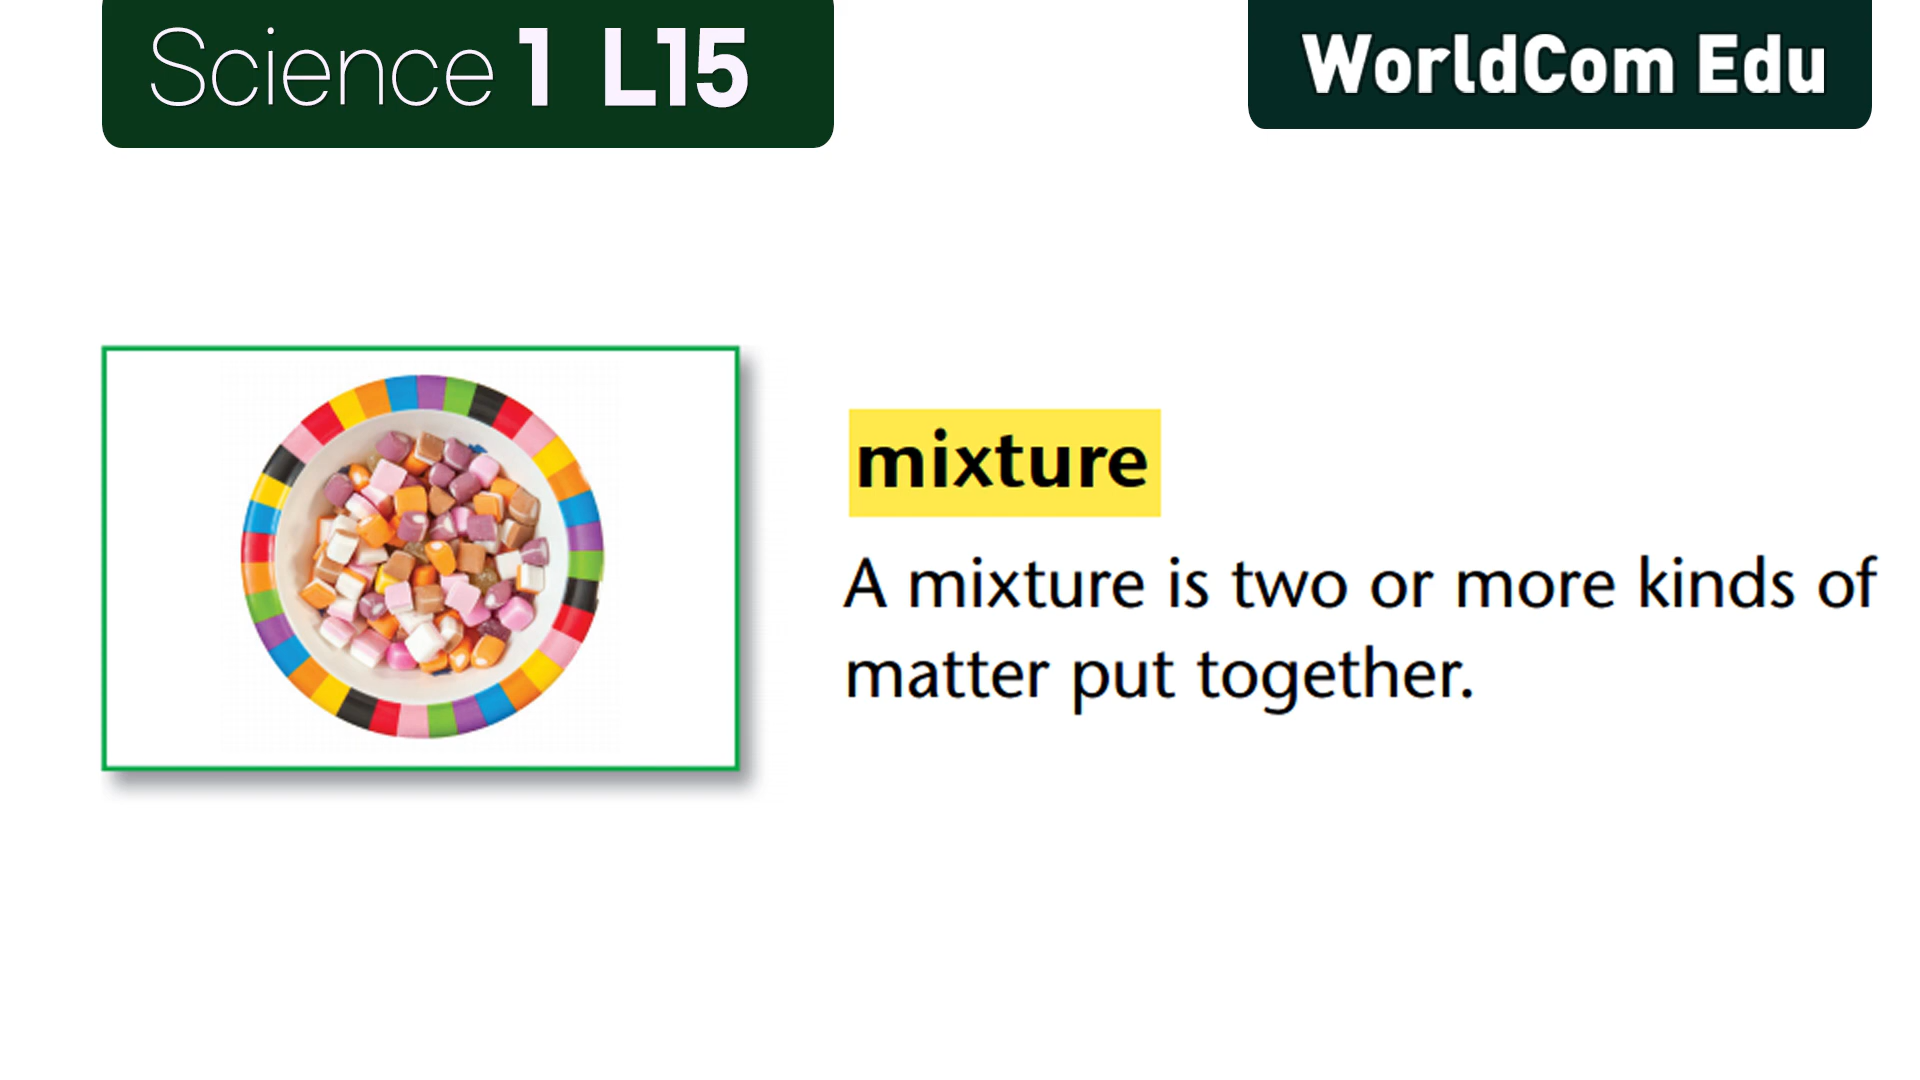 Science 1 L15
WorldCom Edu
mixture
A mixture is two or more kinds of
matter put together.